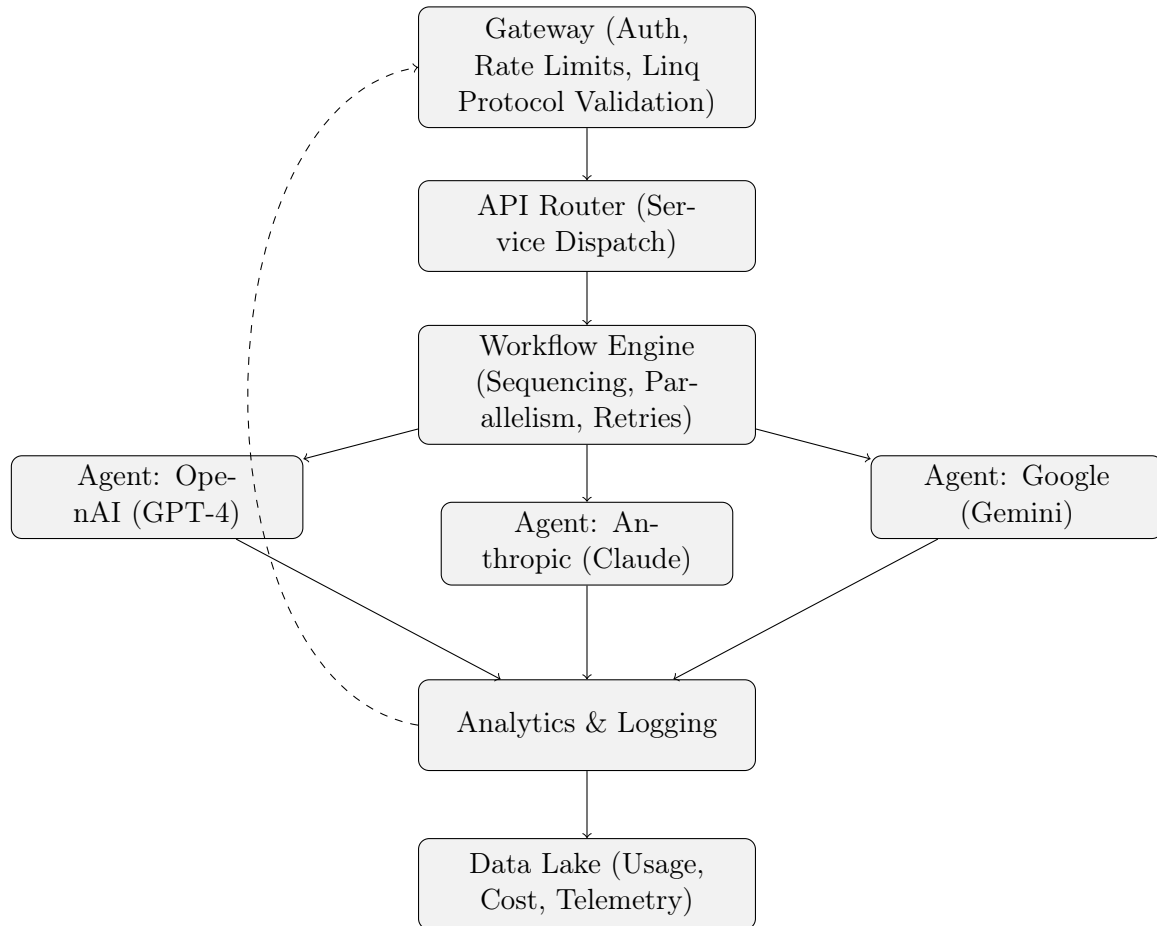 Gateway (Auth,
Rate Limits, Linq
Protocol Validation)
API Router (Ser-
vice Dispatch)
Workflow Engine
(Sequencing, Par-
allelism, Retries)
Agent: Ope-
nAI (GPT-4)
Agent: An-
thropic (Claude)
Agent: Google
(Gemini)
Analytics & Logging
Data Lake (Usage,
Cost, Telemetry)